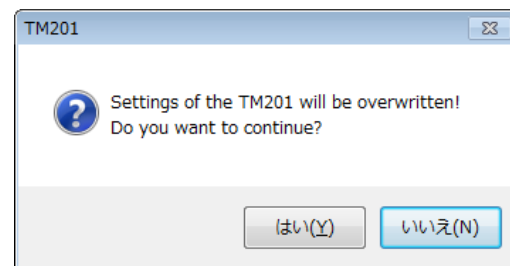 TM201
Settings of the TM201 will be overwritten!
Do you want to continue?
はい(Y) いいえ(N)